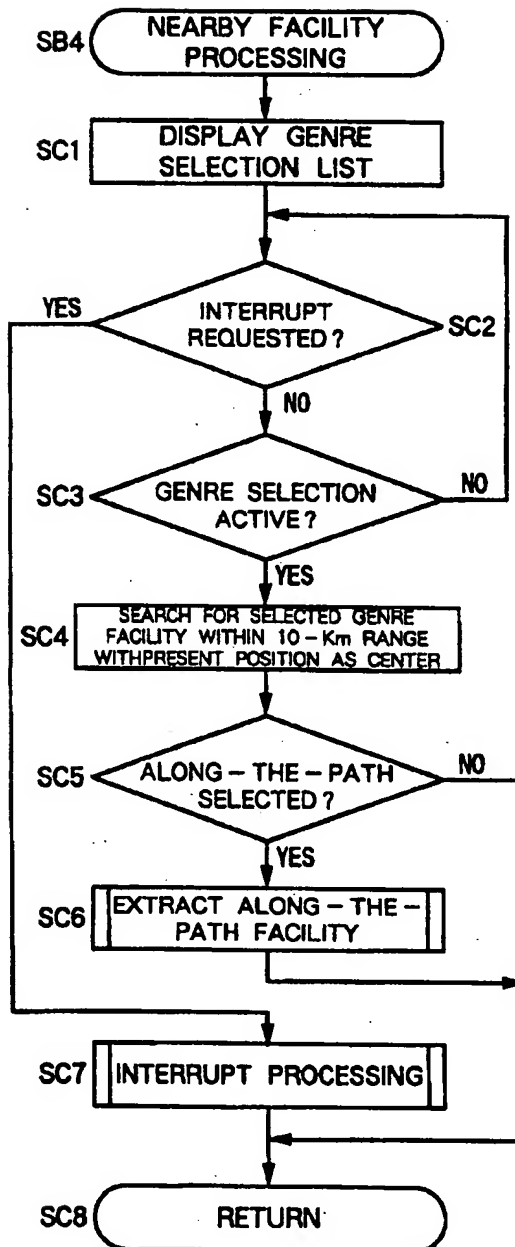 SB4
NEARBY FACILITY
PROCESSING
SC1
DISPLAY GENRE
SELECTION LIST
YES
INTERRUPT
REQUESTED?
SC2
NO
SC3
GENRE SELECTION
ACTIVE?
NO
YES
SC4
SEARCH FOR SELECTED GENRE
FACILITY WITHIN 10-Km RANGE
WITHPRESENT POSITION AS CENTER
SC5
ALONG-THE-PATH
SELECTED?
NO
YES
SC6
EXTRACT ALONG-THE-
PATH FACILITY
SC7
INTERRUPT PROCESSING
SC8
RETURN